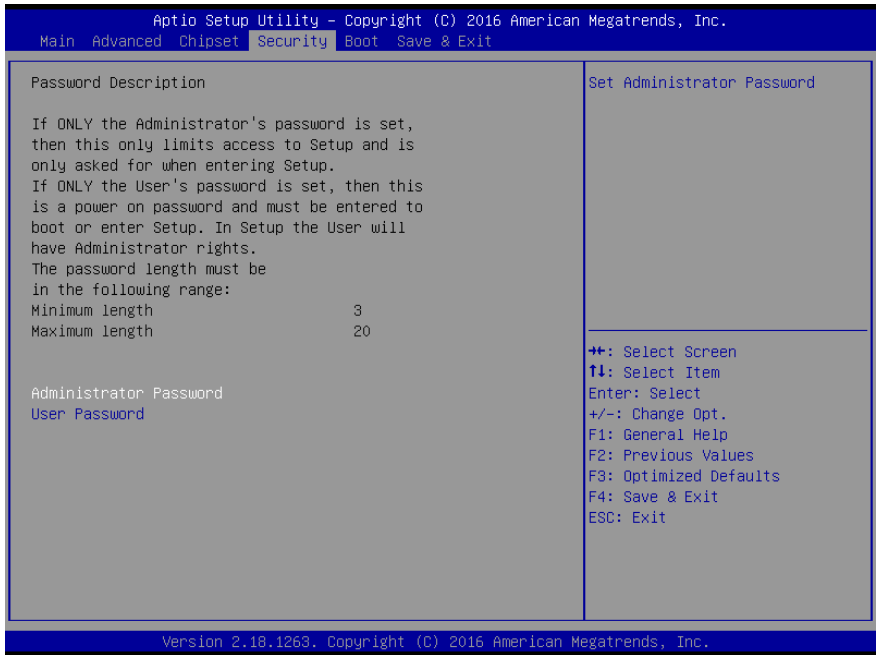 Aptio Setup Utility – Copyright (C) 2016 American Megatrends, Inc.
Main Advanced Chipset Security Boot Save & Exit
Password Description
If ONLY the Administrator's password is set,
then this only limits access to Setup and is
only asked for when entering Setup.
If ONLY the User's password is set, then this
is a power on password and must be entered to
boot or enter Setup. In Setup the User will
have Administrator rights.
The password length must be
in the following range:
Minimum length 3
Maximum length 20
Administrator Password
User Password
Set Administrator Password
→←: Select Screen
↑↓: Select Item
Enter: Select
+/-: Change Opt.
F1: General Help
F2: Previous Values
F3: Optimized Defaults
F4: Save & Exit
ESC: Exit
Version 2.18.1263. Copyright (C) 2016 American Megatrends, Inc.